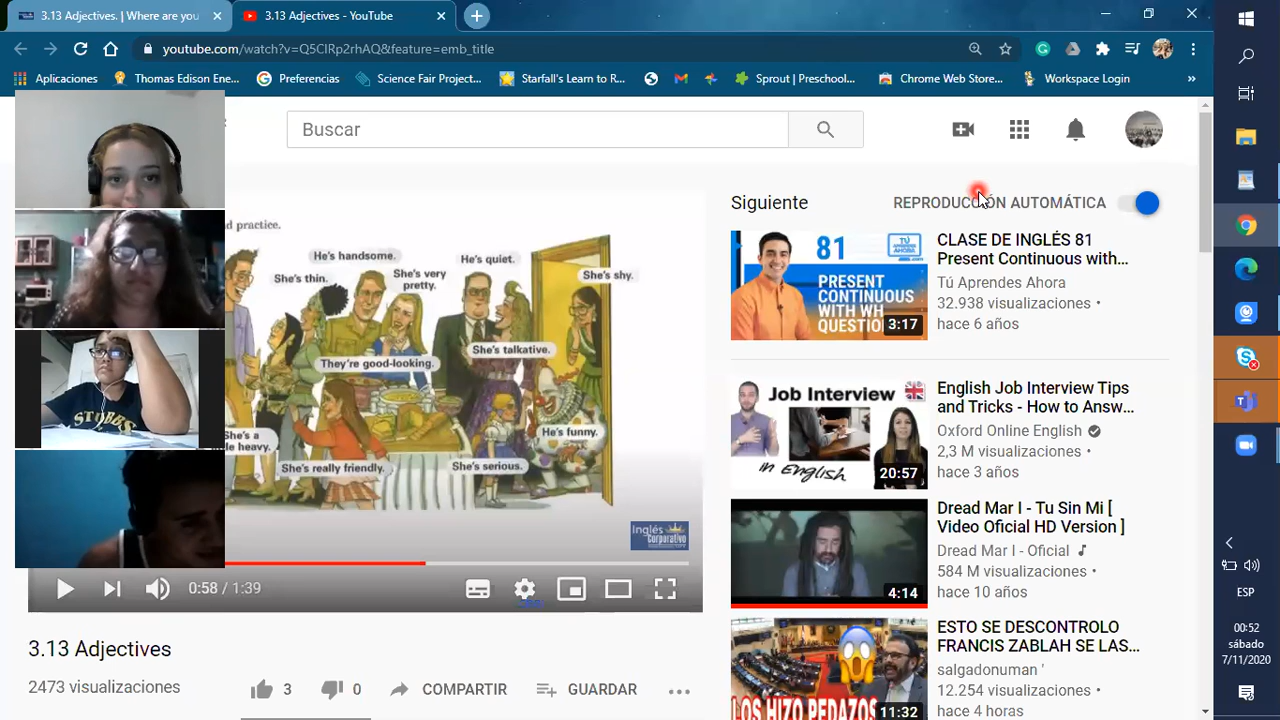 3.13 Adjectives. | Where are you
3.13 Adjectives - YouTube
youtube.com/watch?v=Q5CIRp2rhAQ&feature=emb_title
Aplicaciones
Thomas Edison Ene...
Preferencias
Science Fair Project...
Starfall's Learn to R...
Sprout | Preschool...
Chrome Web Store...
Workspace Login
»
Buscar
d practice.
He's handsome.
She's thin.
She's very
pretty.
He's quiet.
She's shy.
They're good-looking.
She's talkative.
She's a
little heavy.
He's funny.
She's really friendly.
She's serious.
STUBBS
Inglés
Corporativo
0:58 / 1:39
3.13 Adjectives
2473 visualizaciones
3
0
COMPARTIR
GUARDAR
Siguiente
REPRODUCCIÓN AUTOMÁTICA
81
TÚ
APRENDES
AHORA
PRESENT
CONTINUOUS
WITH WH
QUESTIO
3:17
CLASE DE INGLÉS 81
Present Continuous with...
Tú Aprendes Ahora
32.938 visualizaciones •
hace 6 años
Job Interview
in English
20:57
English Job Interview Tips
and Tricks - How to Answ...
Oxford Online English
2,3 M visualizaciones •
hace 3 años
4:14
Dread Mar I - Tu Sin Mi [
Video Oficial HD Version ]
Dread Mar I - Oficial
584 M visualizaciones •
hace 10 años
LOS HIZO PEDAZOS
11:32
ESTO SE DESCONTROLO
FRANCIS ZABLAH SE LAS...
salgadonuman '
12.254 visualizaciones •
hace 4 horas
ESP
00:52
sábado
7/11/2020